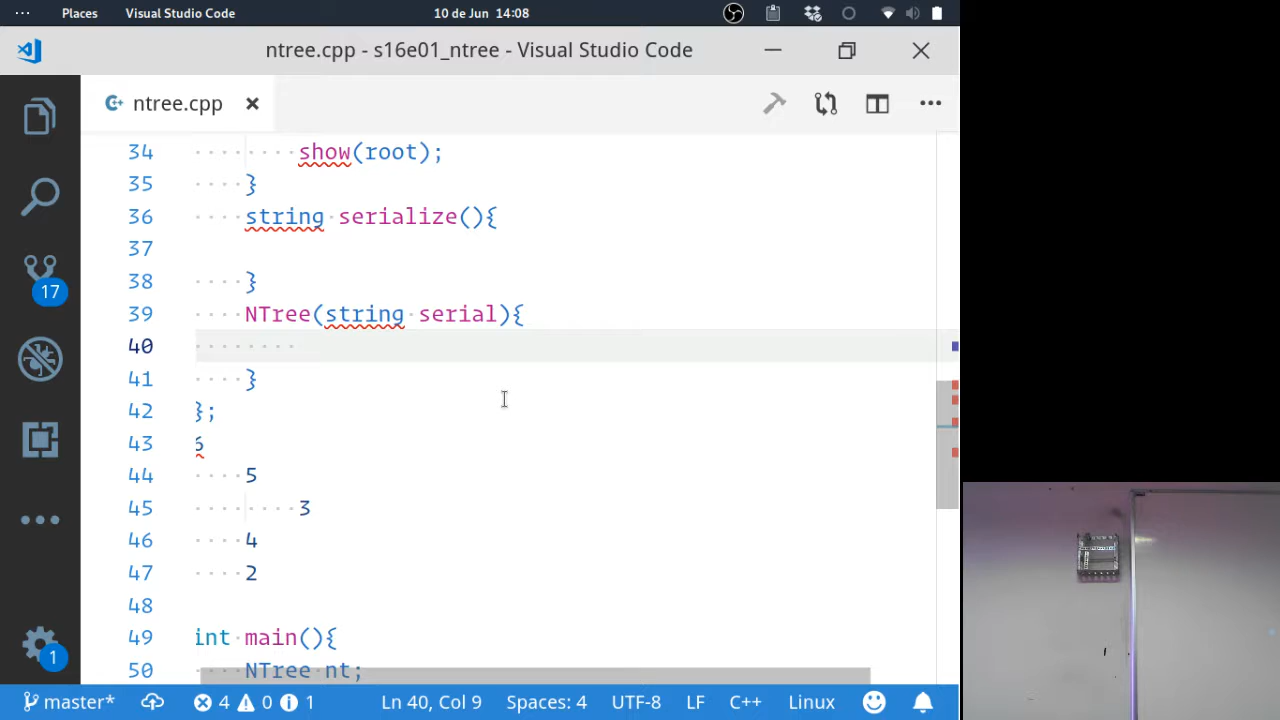 ··· Places Visual Studio Code 10 de Jun 14:08
ntree.cpp - s16e01_ntree - Visual Studio Code
ntree.cpp
34 show(root);
35 }
36 string serialize(){
37
38 }
39 NTree(string serial){
40
41 }
42 };
43 6
44 5
45 3
46 4
47 2
48
49 int main(){
50 NTree nt;
17
1
master* 4 0 1 Ln 40, Col 9 Spaces: 4 UTF-8 LF C++ Linux